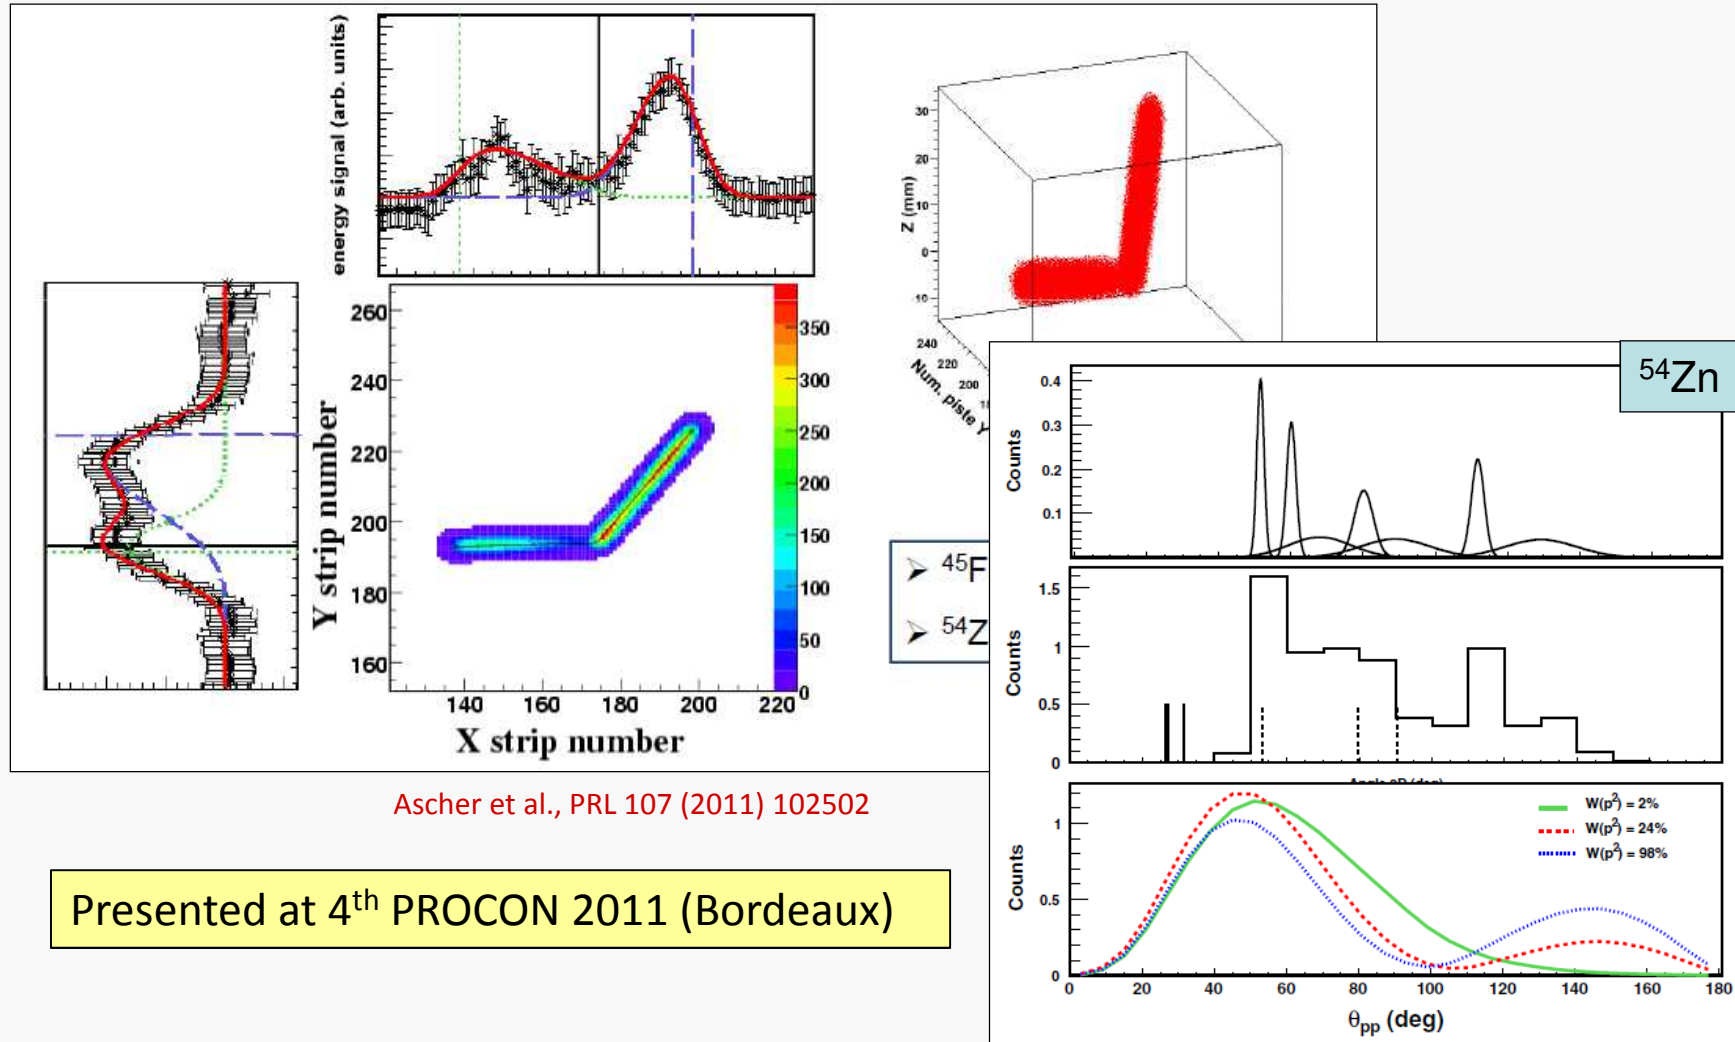 energy signal (arb. units)
30
20
10
0
10
Z (mm)
240
220
200
Num. piste Y
260
240
220
200
180
160
Y strip number
140
160
180
200
220
X strip number
350
300
250
200
150
100
50
0
➢ ⁴⁵F
➢ ⁵⁴Z
Ascher et al., PRL 107 (2011) 102502
Presented at 4th PROCON 2011 (Bordeaux)
⁵⁴Zn
0.4
0.3
0.2
0.1
Counts
1.5
1
0.5
0
Counts
1
0.5
0
Counts
W(p²) = 2%
W(p²) = 24%
W(p²) = 98%
0 20 40 60 80 100 120 140 160 180
θpp (deg)